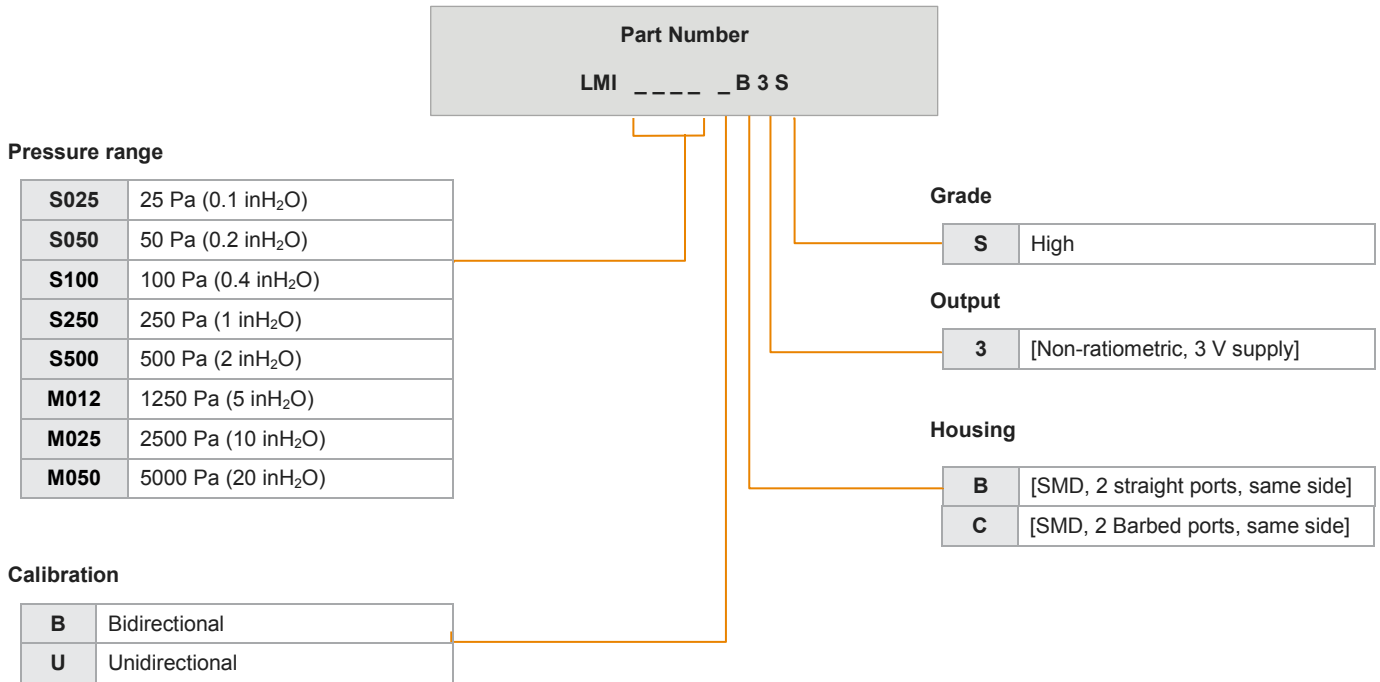 Part Number
LMI _ _ _ _ _ B 3 S
Pressure range
S025 25 Pa (0.1 inH₂O)
S050 50 Pa (0.2 inH₂O)
S100 100 Pa (0.4 inH₂O)
S250 250 Pa (1 inH₂O)
S500 500 Pa (2 inH₂O)
M012 1250 Pa (5 inH₂O)
M025 2500 Pa (10 inH₂O)
M050 5000 Pa (20 inH₂O)
Calibration
B Bidirectional
U Unidirectional
Grade
S High
Output
3 [Non-ratiometric, 3 V supply]
Housing
B [SMD, 2 straight ports, same side]
C [SMD, 2 Barbed ports, same side]